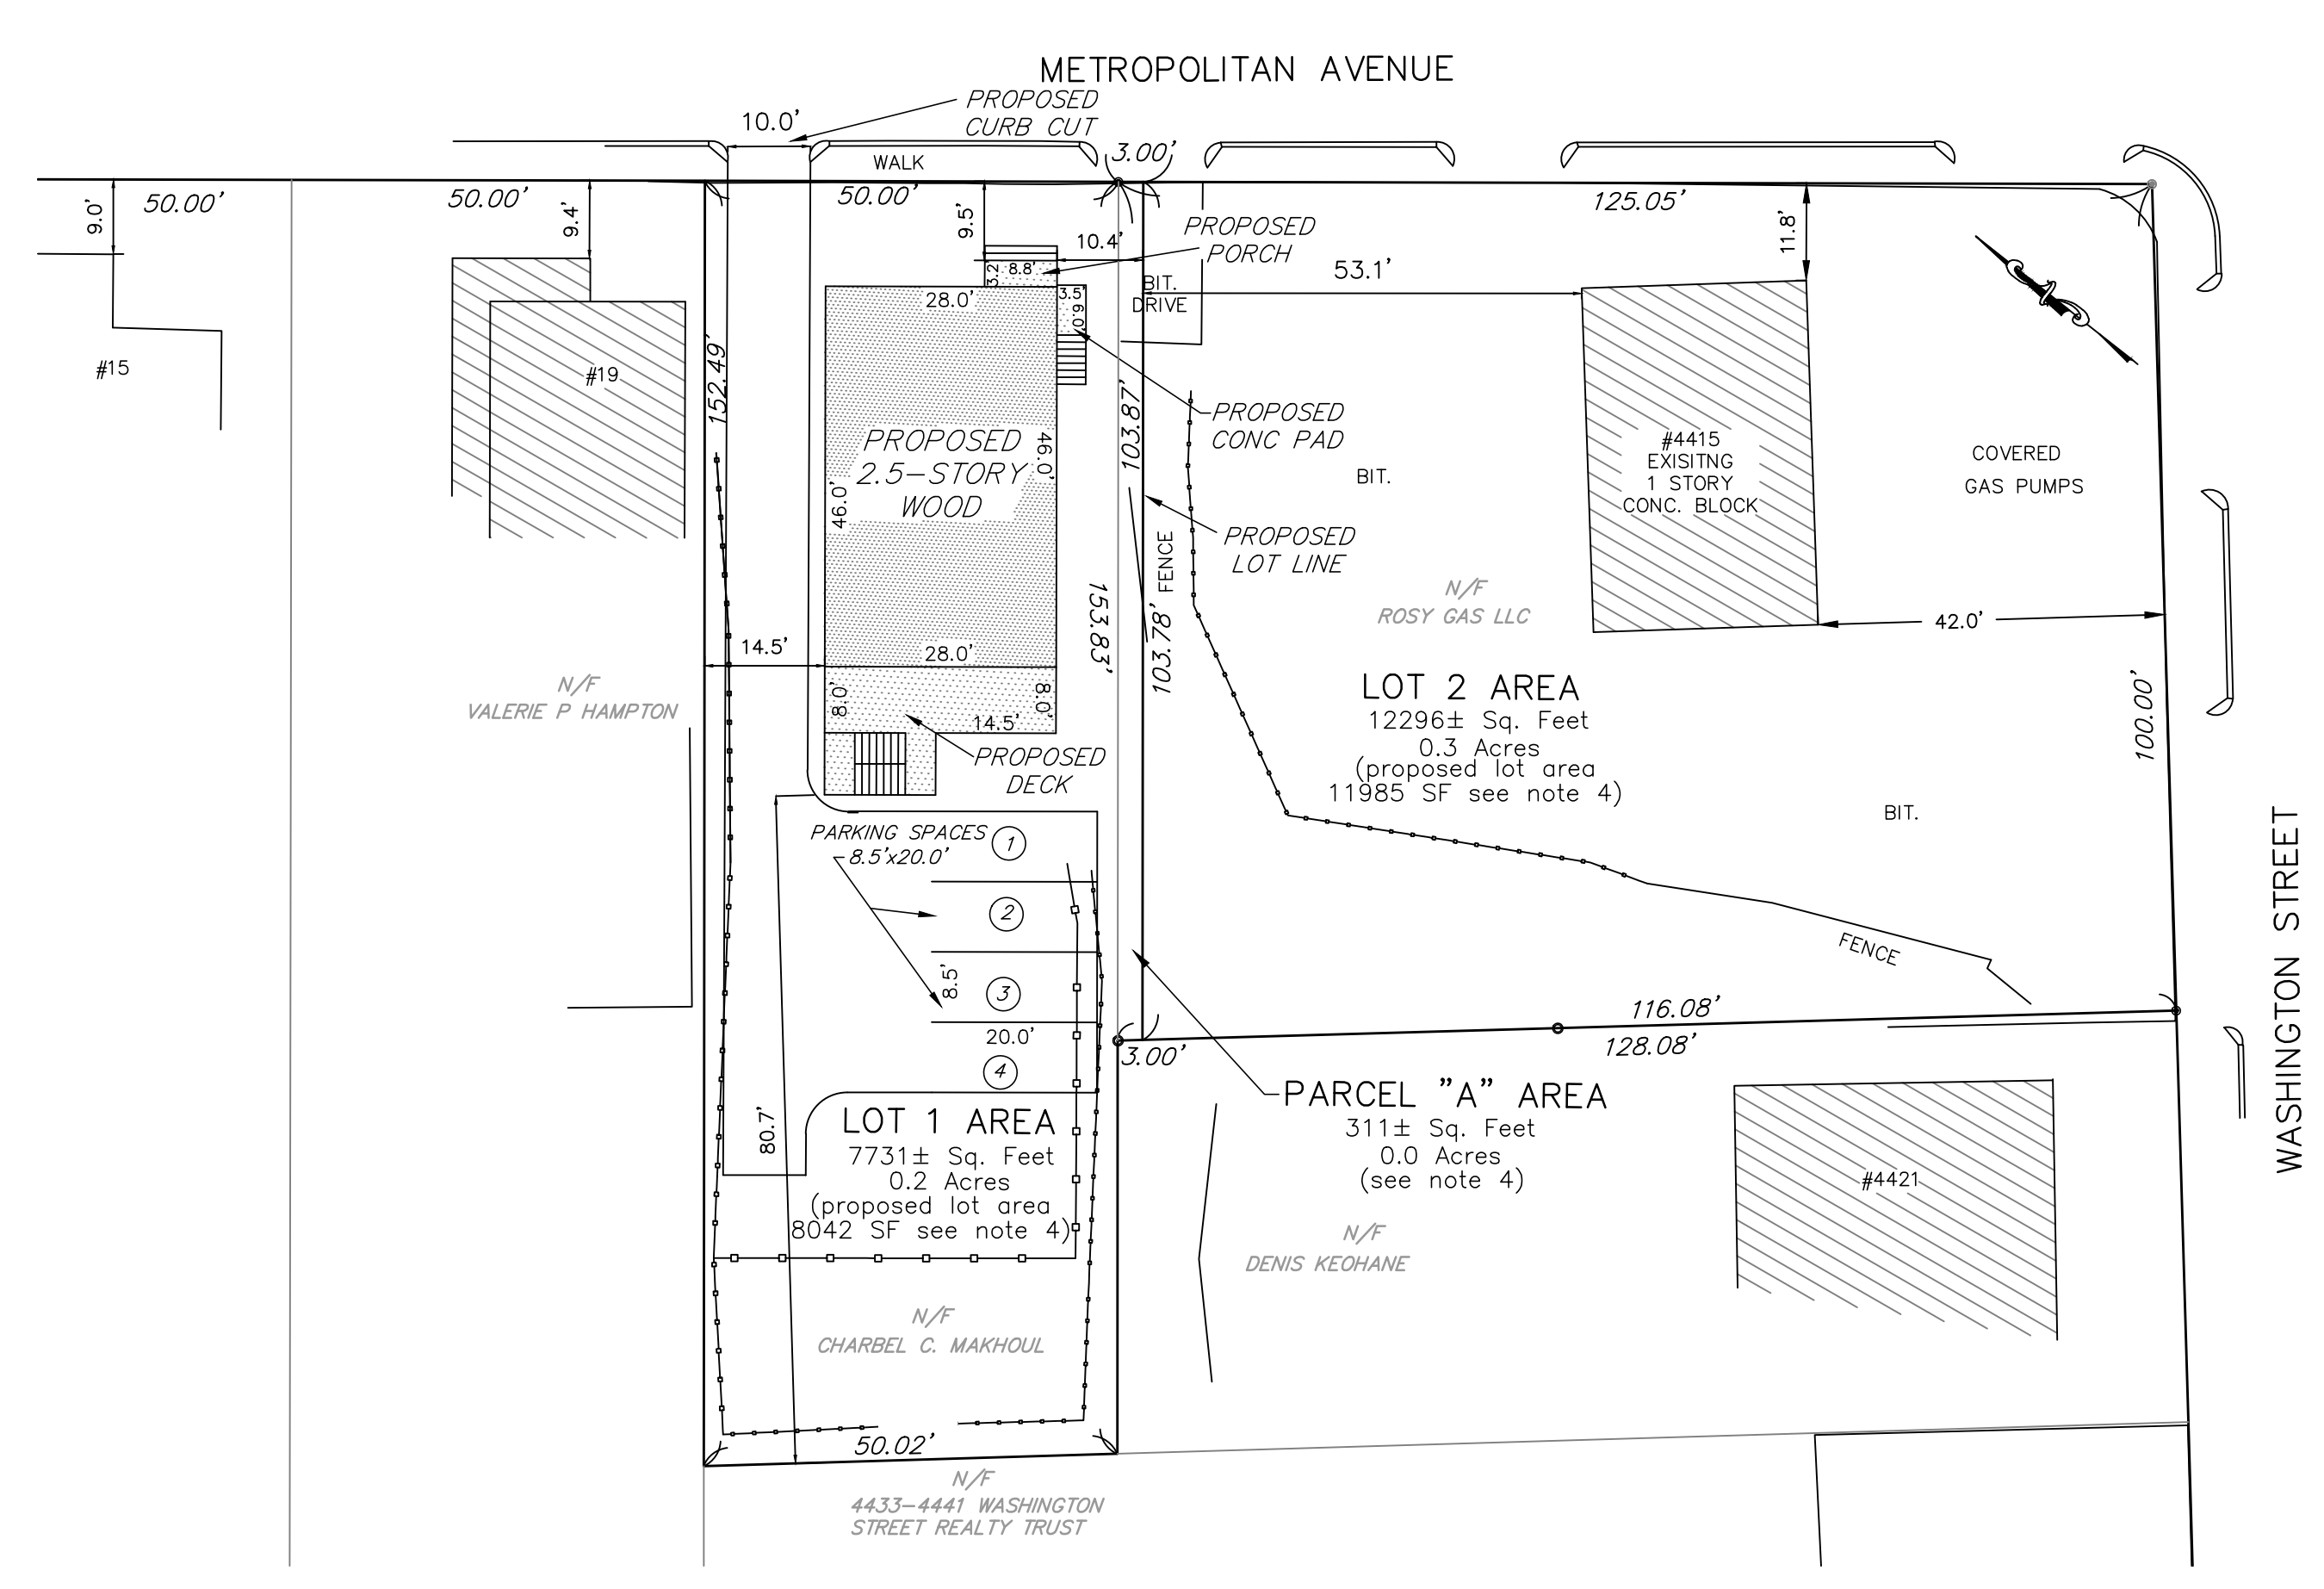 METROPOLITAN AVENUE
PROPOSED
CURB CUT
10.0'
WALK
3.00'
50.00'
50.00'
50.00'
125.05'
9.0'
9.4'
9.5'
11.8'
PROPOSED
PORCH
10.4'
3.2'
8.8'
53.1'
BIT.
DRIVE
28.0'
3.5'
6.0'
#15
#19
152.49'
103.87'
PROPOSED
CONC PAD
PROPOSED
2.5-STORY
WOOD
46.0'
46.0'
#4415
EXISITNG
1 STORY
CONC. BLOCK
COVERED
GAS PUMPS
BIT.
PROPOSED
LOT LINE
FENCE
153.83'
103.78'
N/F
ROSY GAS LLC
42.0'
14.5'
28.0'
N/F
VALERIE P HAMPTON
8.0'
8.0'
14.5'
LOT 2 AREA
12296± Sq. Feet
0.3 Acres
(proposed lot area
11985 SF see note 4)
100.00'
PROPOSED
DECK
BIT.
PARKING SPACES
8.5'x20.0'
1
2
3
4
8.5'
20.0'
FENCE
WASHINGTON STREET
116.08'
128.08'
3.00'
80.7'
LOT 1 AREA
7731± Sq. Feet
0.2 Acres
(proposed lot area
8042 SF see note 4)
PARCEL "A" AREA
311± Sq. Feet
0.0 Acres
(see note 4)
#4421
N/F
DENIS KEOHANE
N/F
CHARBEL C. MAKHOUL
50.02'
N/F
4433-4441 WASHINGTON
STREET REALTY TRUST